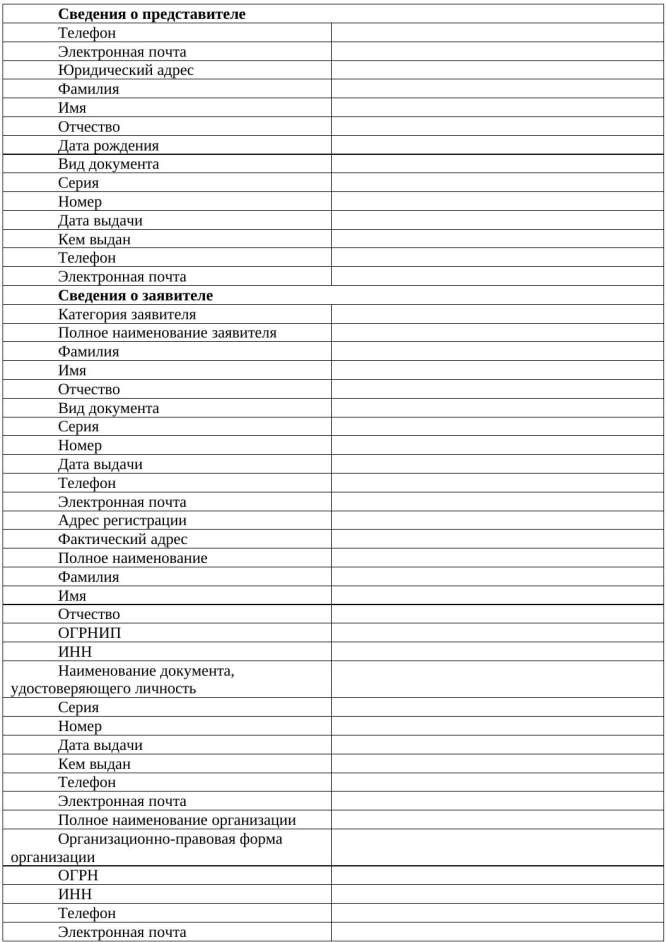 Сведения о представителе
Телефон
Электронная почта
Юридический адрес
Фамилия
Имя
Отчество
Дата рождения
Вид документа
Серия
Номер
Дата выдачи
Кем выдан
Телефон
Электронная почта
Сведения о заявителе
Категория заявителя
Полное наименование заявителя
Фамилия
Имя
Отчество
Вид документа
Серия
Номер
Дата выдачи
Телефон
Электронная почта
Адрес регистрации
Фактический адрес
Полное наименование
Фамилия
Имя
Отчество
ОГРНИП
ИНН
Наименование документа,
удостоверяющего личность
Серия
Номер
Дата выдачи
Кем выдан
Телефон
Электронная почта
Полное наименование организации
Организационно-правовая форма
организации
ОГРН
ИНН
Телефон
Электронная почта